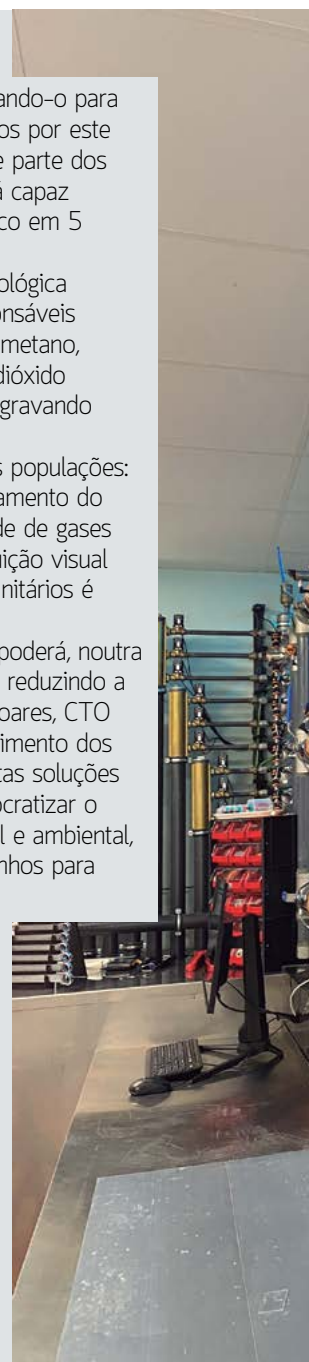 ando-o para
os por este
e parte dos
capaz
co em 5
ológica
onsáveis
metano,
dióxido
gravando
s populações:
amento do
de de gases
uição visual
nitários é
poderá, noutra
reduzindo a
oares, CTO
imento dos
tas soluções
ocratizar o
l e ambiental,
nhos para